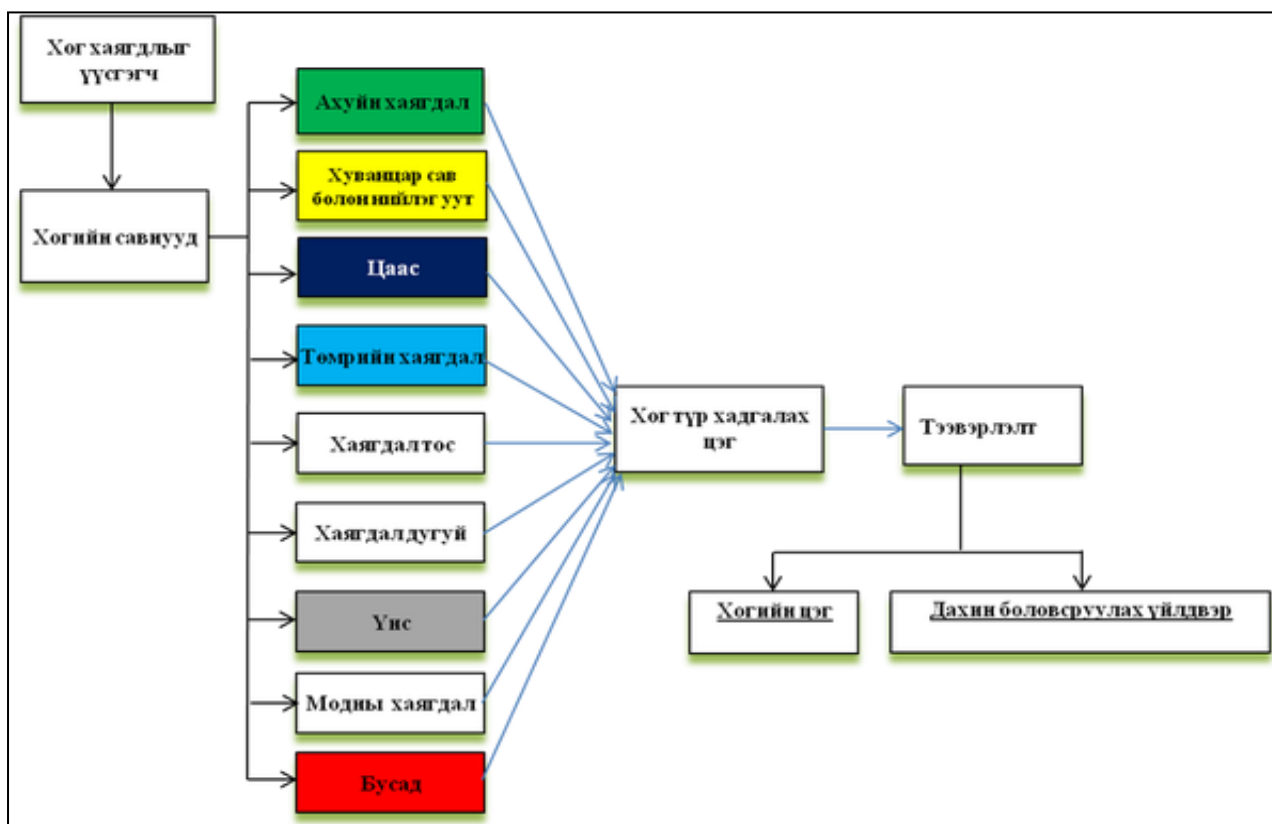 Хог хаягдлыг
үүсгэгч
Хогийн савнууд
Ахуйн хаягдал
Хуванцар сав
болон нийлэг уут
Цаас
Төмрийн хаягдал
Хаягдал тос
Хаягдал дугуй
Үнс
Модны хаягдал
Бусад
Хог түр хадгалах
цэг
Тээвэрлэлт
Хогийн цэг
Дахин боловсруулах үйлдвэр